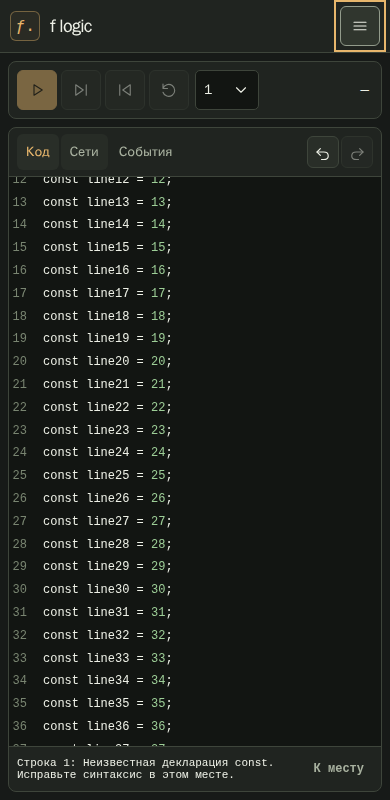 f. f logic
1 –
Код Сети События
12 const line12 = 12;
13 const line13 = 13;
14 const line14 = 14;
15 const line15 = 15;
16 const line16 = 16;
17 const line17 = 17;
18 const line18 = 18;
19 const line19 = 19;
20 const line20 = 20;
21 const line21 = 21;
22 const line22 = 22;
23 const line23 = 23;
24 const line24 = 24;
25 const line25 = 25;
26 const line26 = 26;
27 const line27 = 27;
28 const line28 = 28;
29 const line29 = 29;
30 const line30 = 30;
31 const line31 = 31;
32 const line32 = 32;
33 const line33 = 33;
34 const line34 = 34;
35 const line35 = 35;
36 const line36 = 36;
37 const line37 = 37;
Строка 1: Неизвестная декларация const.
Исправьте синтаксис в этом месте.
К месту